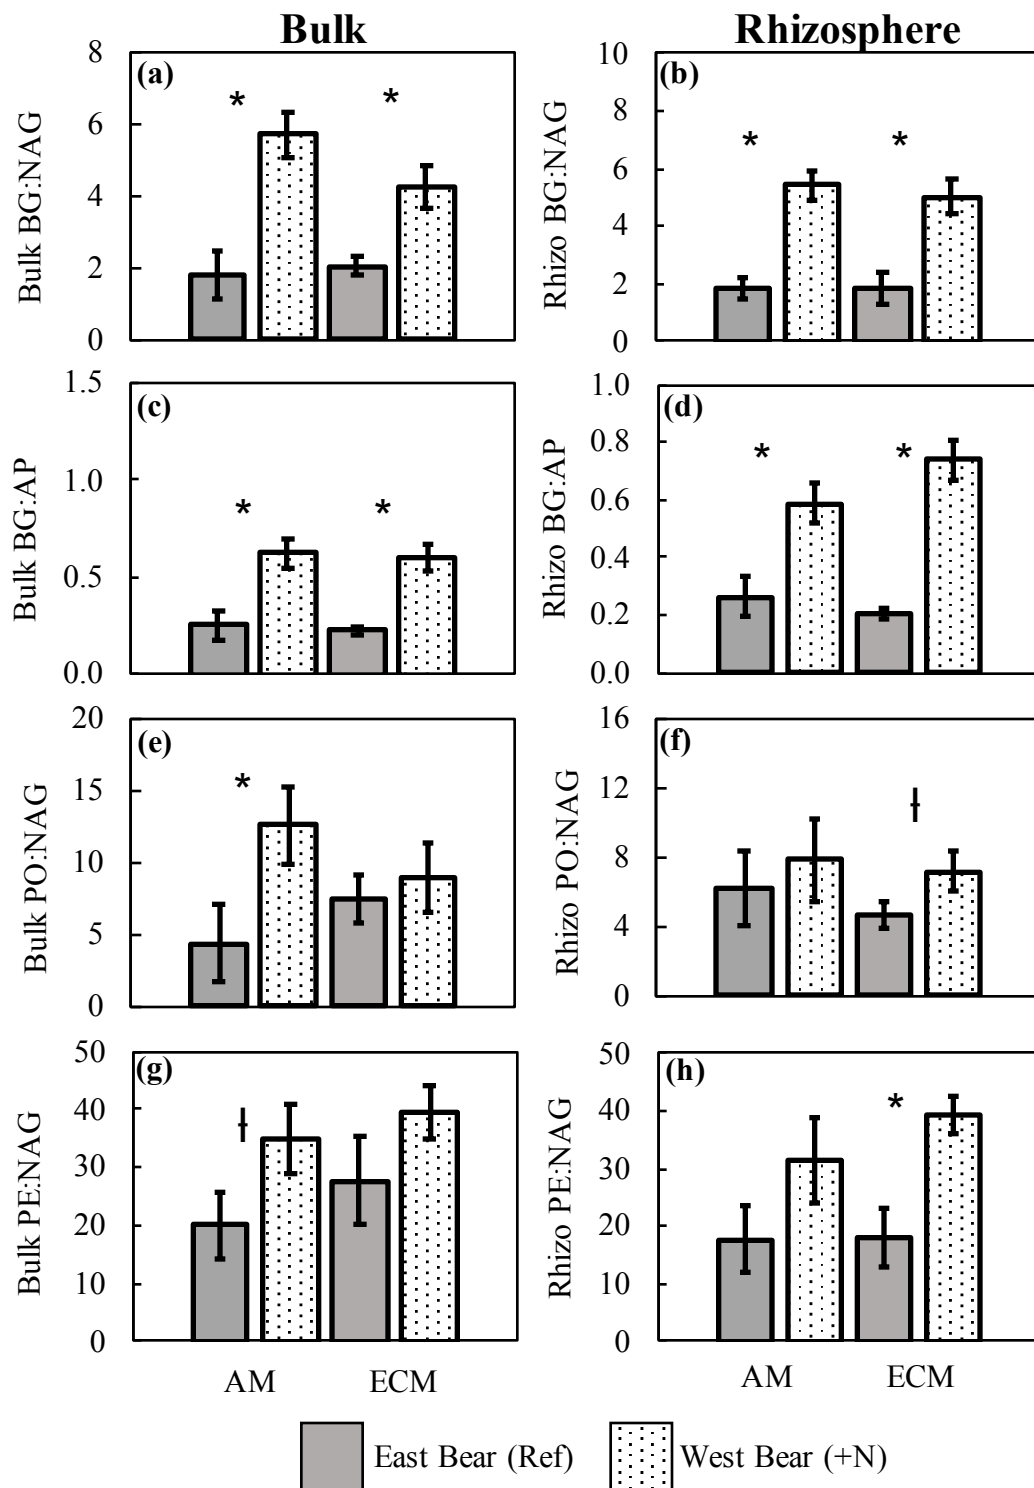 Bulk Rhizosphere
Bulk BG:NAG
8
6
4
2
0
(a)
*
*
Rhizo BG:NAG
10
8
6
4
2
0
(b)
*
*
Bulk BG:AP
1.5
1.0
0.5
0.0
(c)
*
*
Rhizo BG:AP
1.0
0.8
0.6
0.4
0.2
0.0
(d)
*
*
Bulk PO:NAG
20
15
10
5
0
(e)
*
Rhizo PO:NAG
16
12
8
4
0
(f)
ƚ
Bulk PE:NAG
50
40
30
20
10
0
(g)
ƚ
Rhizo PE:NAG
50
40
30
20
10
0
(h)
*
AM ECM AM ECM
East Bear (Ref) West Bear (+N)